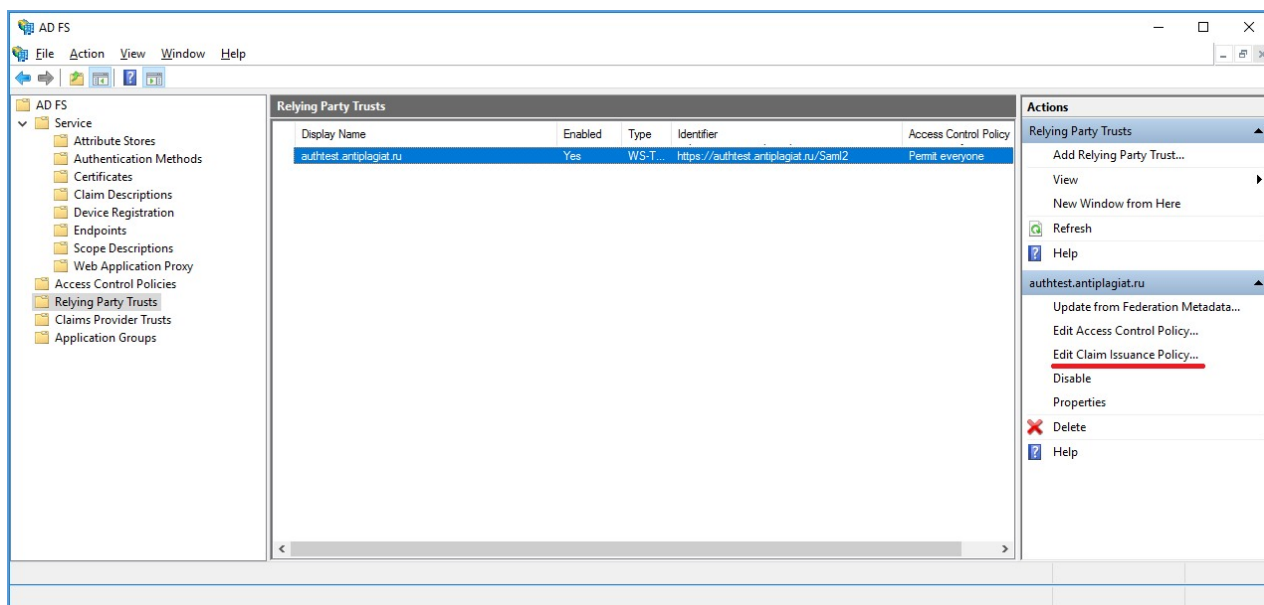 AD FS
File Action View Window Help
AD FS
Service
Attribute Stores
Authentication Methods
Certificates
Claim Descriptions
Device Registration
Endpoints
Scope Descriptions
Web Application Proxy
Access Control Policies
Relying Party Trusts
Claims Provider Trusts
Application Groups
Relying Party Trusts
Display Name Enabled Type Identifier Access Control Policy
authtest.antiplagiat.ru Yes WS-T... https://authtest.antiplagiat.ru/Saml2 Permit everyone
Actions
Relying Party Trusts
Add Relying Party Trust...
View
New Window from Here
Refresh
Help
authtest.antiplagiat.ru
Update from Federation Metadata...
Edit Access Control Policy...
Edit Claim Issuance Policy...
Disable
Properties
Delete
Help